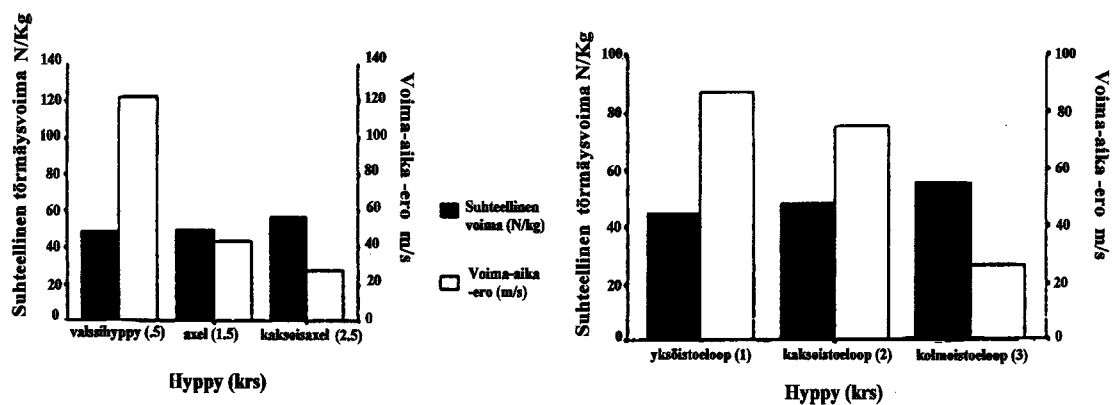 Suhteellinen törmäysvoima N/Kg
140
120
100
80
60
40
20
0
140
120
100
80
60
40
20
0
Voima-aika -ero m/s
valssihyppy (.5) axel (1.5) kaksoisaxel (2.5)
Hyppy (krs)
Suhteellinen
voima (N/kg)
Voima-aika
-ero (m/s)
Suhteellinen törmäysvoima N/Kg
100
80
60
40
20
0
100
80
60
40
20
0
Voima-aika -ero m/s
yksöistoeloop (1) kaksoistoeloop (2) kolmoistoeloop (3)
Hyppy (krs)